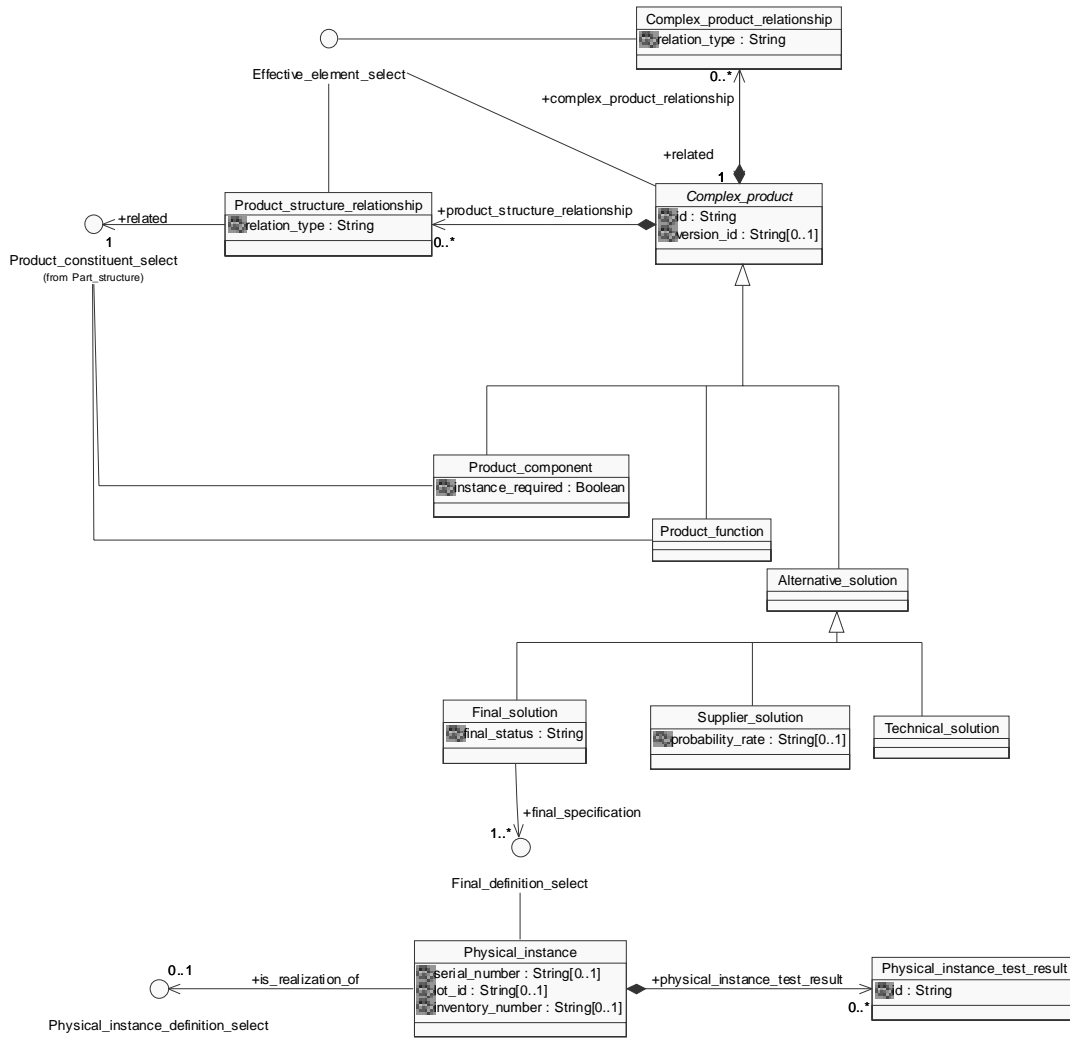 Complex_product_relationship
relation_type : String
Effective_element_select
0..*
+complex_product_relationship
+related
1
Complex_product
id : String
version_id : String[0..1]
Product_structure_relationship
relation_type : String
+product_structure_relationship
0..*
+related
1
Product_constituent_select
(from Part_structure)
Product_component
instance_required : Boolean
Product_function
Alternative_solution
Final_solution
final_status : String
Supplier_solution
probability_rate : String[0..1]
Technical_solution
+final_specification
1..*
Final_definition_select
Physical_instance
serial_number : String[0..1]
lot_id : String[0..1]
inventory_number : String[0..1]
0..1
+is_realization_of
Physical_instance_definition_select
+physical_instance_test_result
0..*
Physical_instance_test_result
id : String